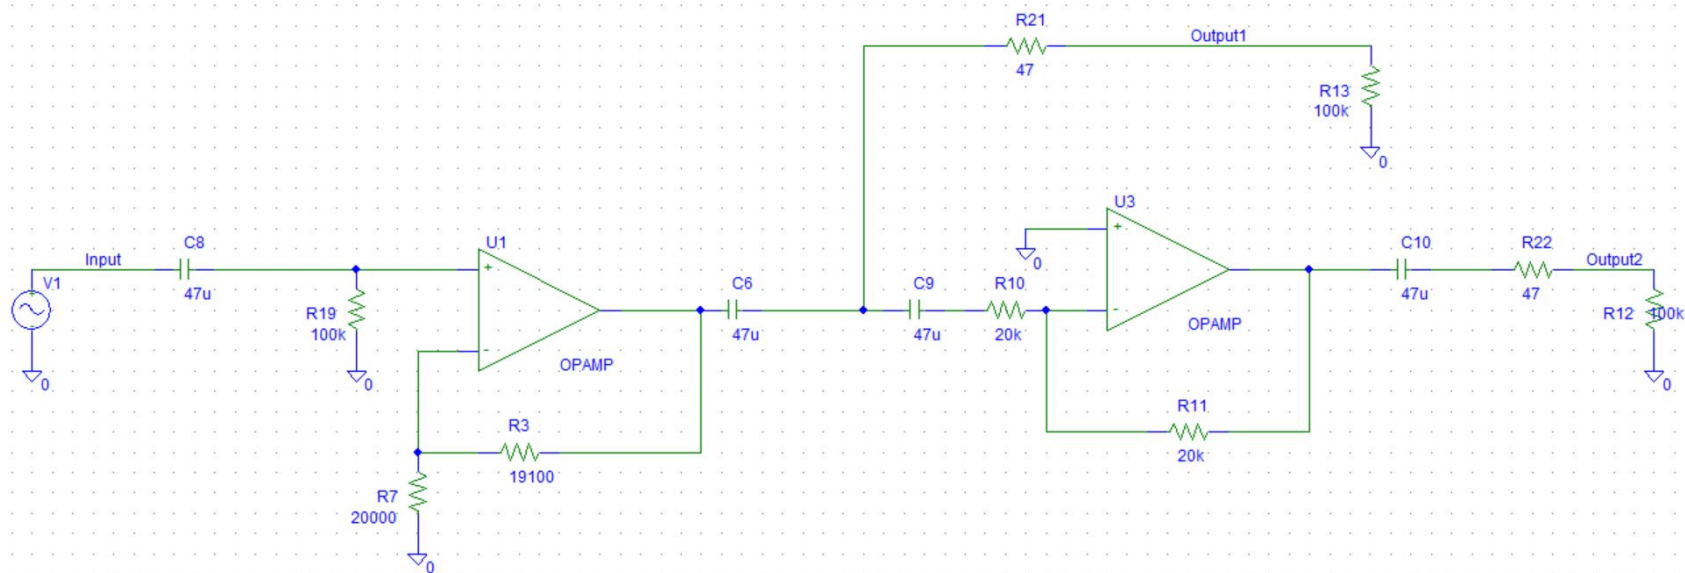 R21
47
Output1
R13
100k
0
U3
+
-
0
OPAMP
C10
47u
R22
47
Output2
R12
100k
0
Input
V1
C8
47u
R19
100k
0
0
U1
+
-
OPAMP
C6
47u
C9
47u
R10
20k
R11
20k
R3
19100
R7
20000
0